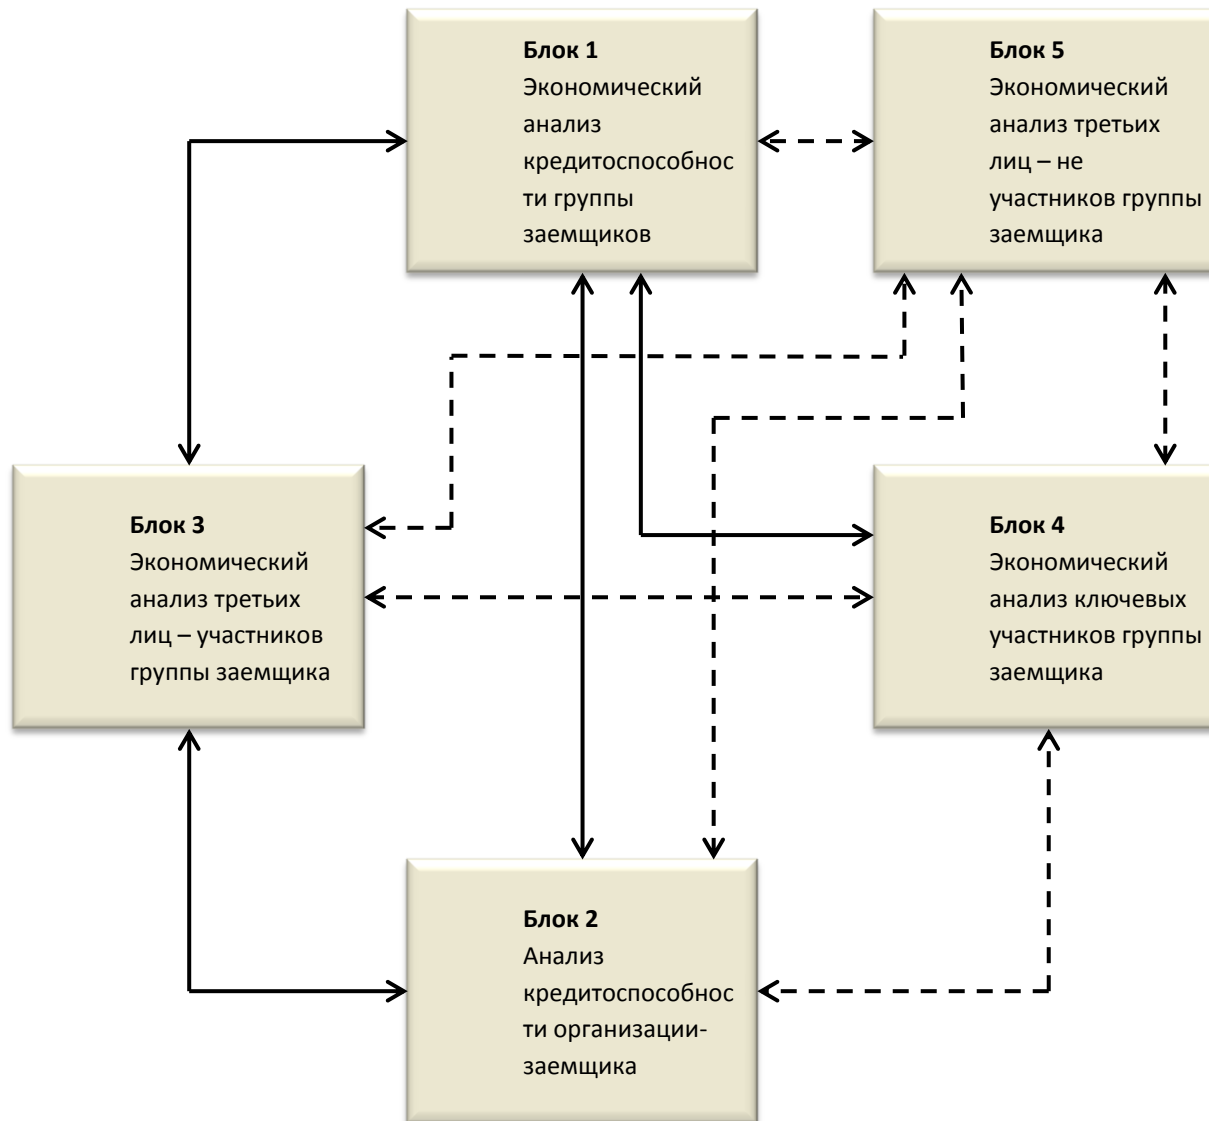 Блок 1
Экономический
анализ
кредитоспособнос
ти группы
заемщиков
Блок 5
Экономический
анализ третьих
лиц – не
участников группы
заемщика
Блок 3
Экономический
анализ третьих
лиц – участников
группы заемщика
Блок 4
Экономический
анализ ключевых
участников группы
заемщика
Блок 2
Анализ
кредитоспособнос
ти организации-
заемщика